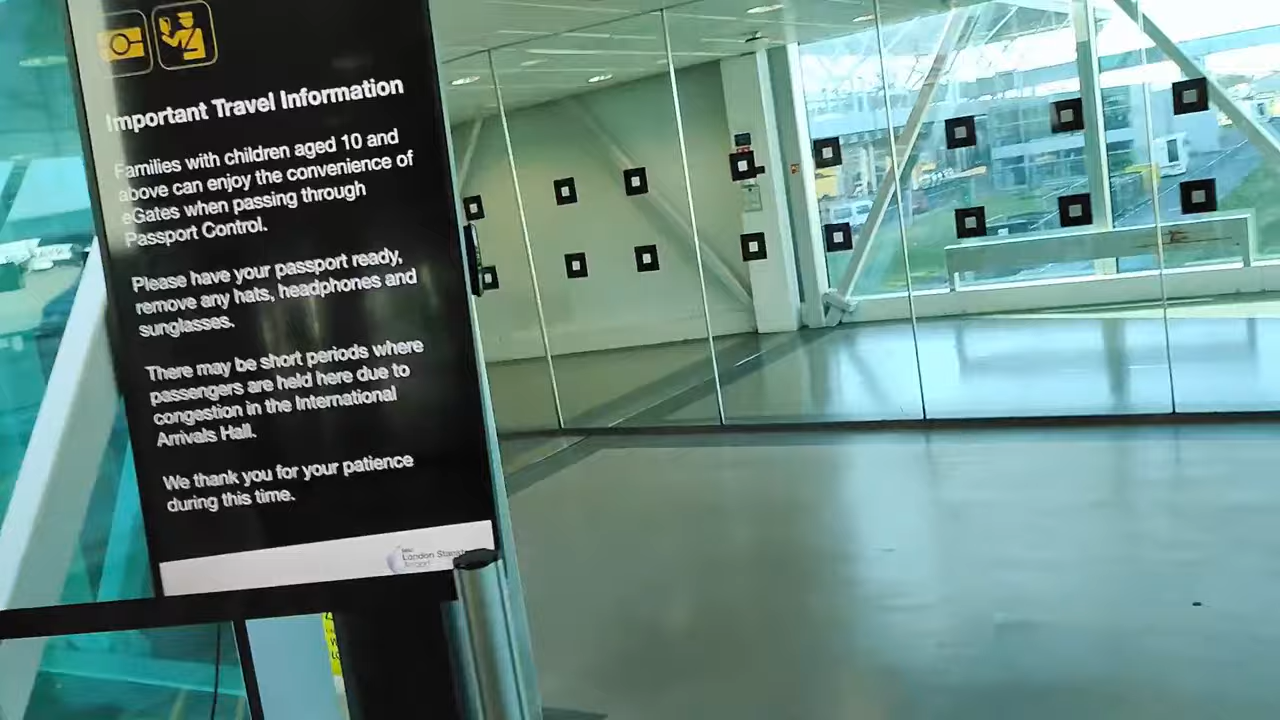 Important Travel Information
Families with children aged 10 and
above can enjoy the convenience of
eGates when passing through
Passport Control.
Please have your passport ready,
remove any hats, headphones and
sunglasses.
There may be short periods where
passengers are held here due to
congestion in the International
Arrivals Hall.
We thank you for your patience
during this time.
London
Airport